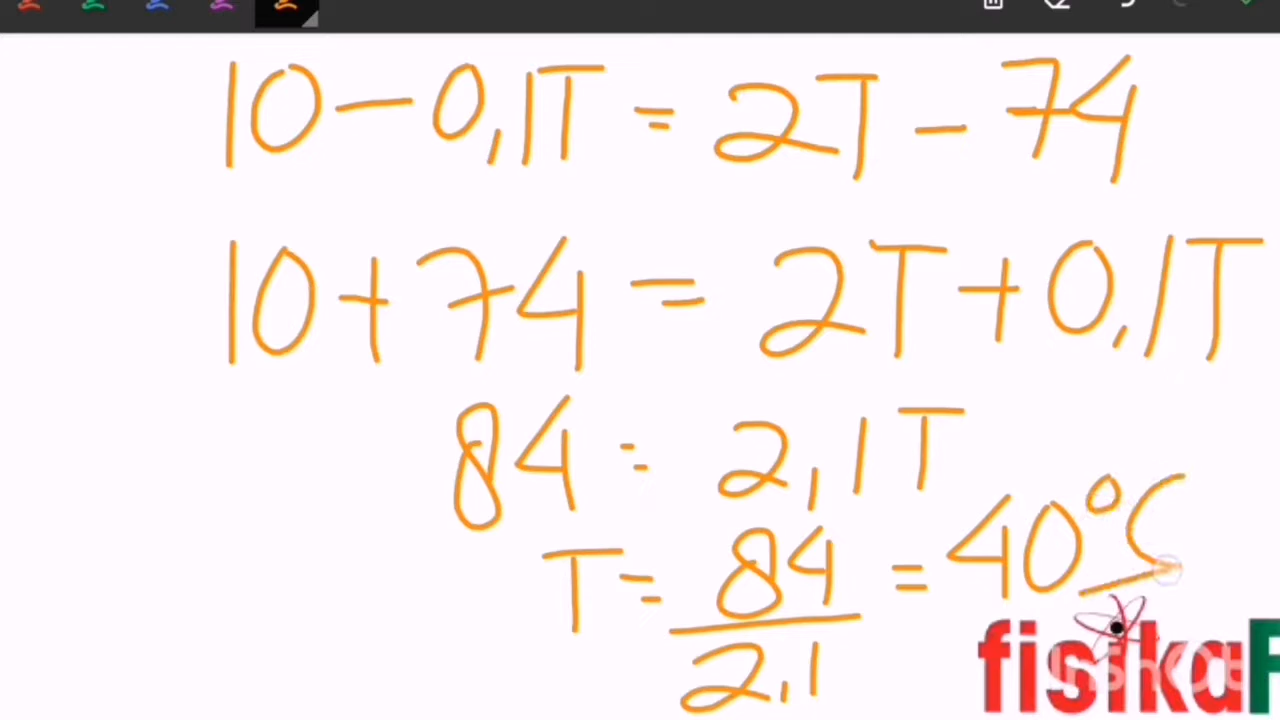 10 - 0,1T = 2T - 74
10 + 74 = 2T + 0,1T
84 = 2,1T
T = 84/2,1 = 40°C
fisika